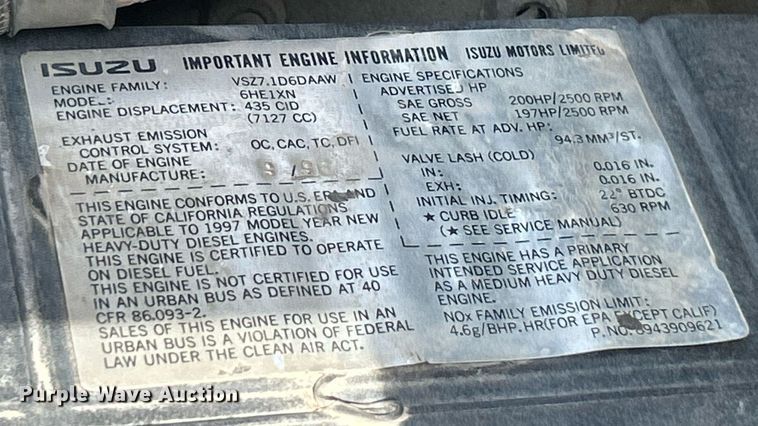 ISUZU IMPORTANT ENGINE INFORMATION ISUZU MOTORS LIMITED
ENGINE FAMILY: VSZ7.1D6DAAW
MODEL: 6HE1XN
ENGINE DISPLACEMENT: 435 CID
(7127 CC)
EXHAUST EMISSION
CONTROL SYSTEM: OC, CAC, TC, DFI
DATE OF ENGINE
MANUFACTURE: 9/96
THIS ENGINE CONFORMS TO U.S. EPA AND
STATE OF CALIFORNIA REGULATIONS
APPLICABLE TO 1997 MODEL YEAR NEW
HEAVY-DUTY DIESEL ENGINES.
THIS ENGINE IS CERTIFIED TO OPERATE
ON DIESEL FUEL.
THIS ENGINE IS NOT CERTIFIED FOR USE
IN AN URBAN BUS AS DEFINED AT 40
CFR 86.093-2.
SALES OF THIS ENGINE FOR USE IN AN
URBAN BUS IS A VIOLATION OF FEDERAL
LAW UNDER THE CLEAN AIR ACT.
ENGINE SPECIFICATIONS
ADVERTISED HP
SAE GROSS 200HP/2500 RPM
SAE NET 197HP/2500 RPM
FUEL RATE AT ADV. HP:
94.3 MM³/ST.
VALVE LASH (COLD)
IN: 0.016 IN.
EXH: 0.016 IN.
INITIAL INJ. TIMING: 22° BTDC
★ CURB IDLE 630 RPM
(★ SEE SERVICE MANUAL)
THIS ENGINE HAS A PRIMARY
INTENDED SERVICE APPLICATION
AS A MEDIUM HEAVY DUTY DIESEL
ENGINE.
NOx FAMILY EMISSION LIMIT:
4.6g/BHP.HR(FOR EPA EXCEPT CALIF)
P.NO.8943909621
Purple Wave Auction